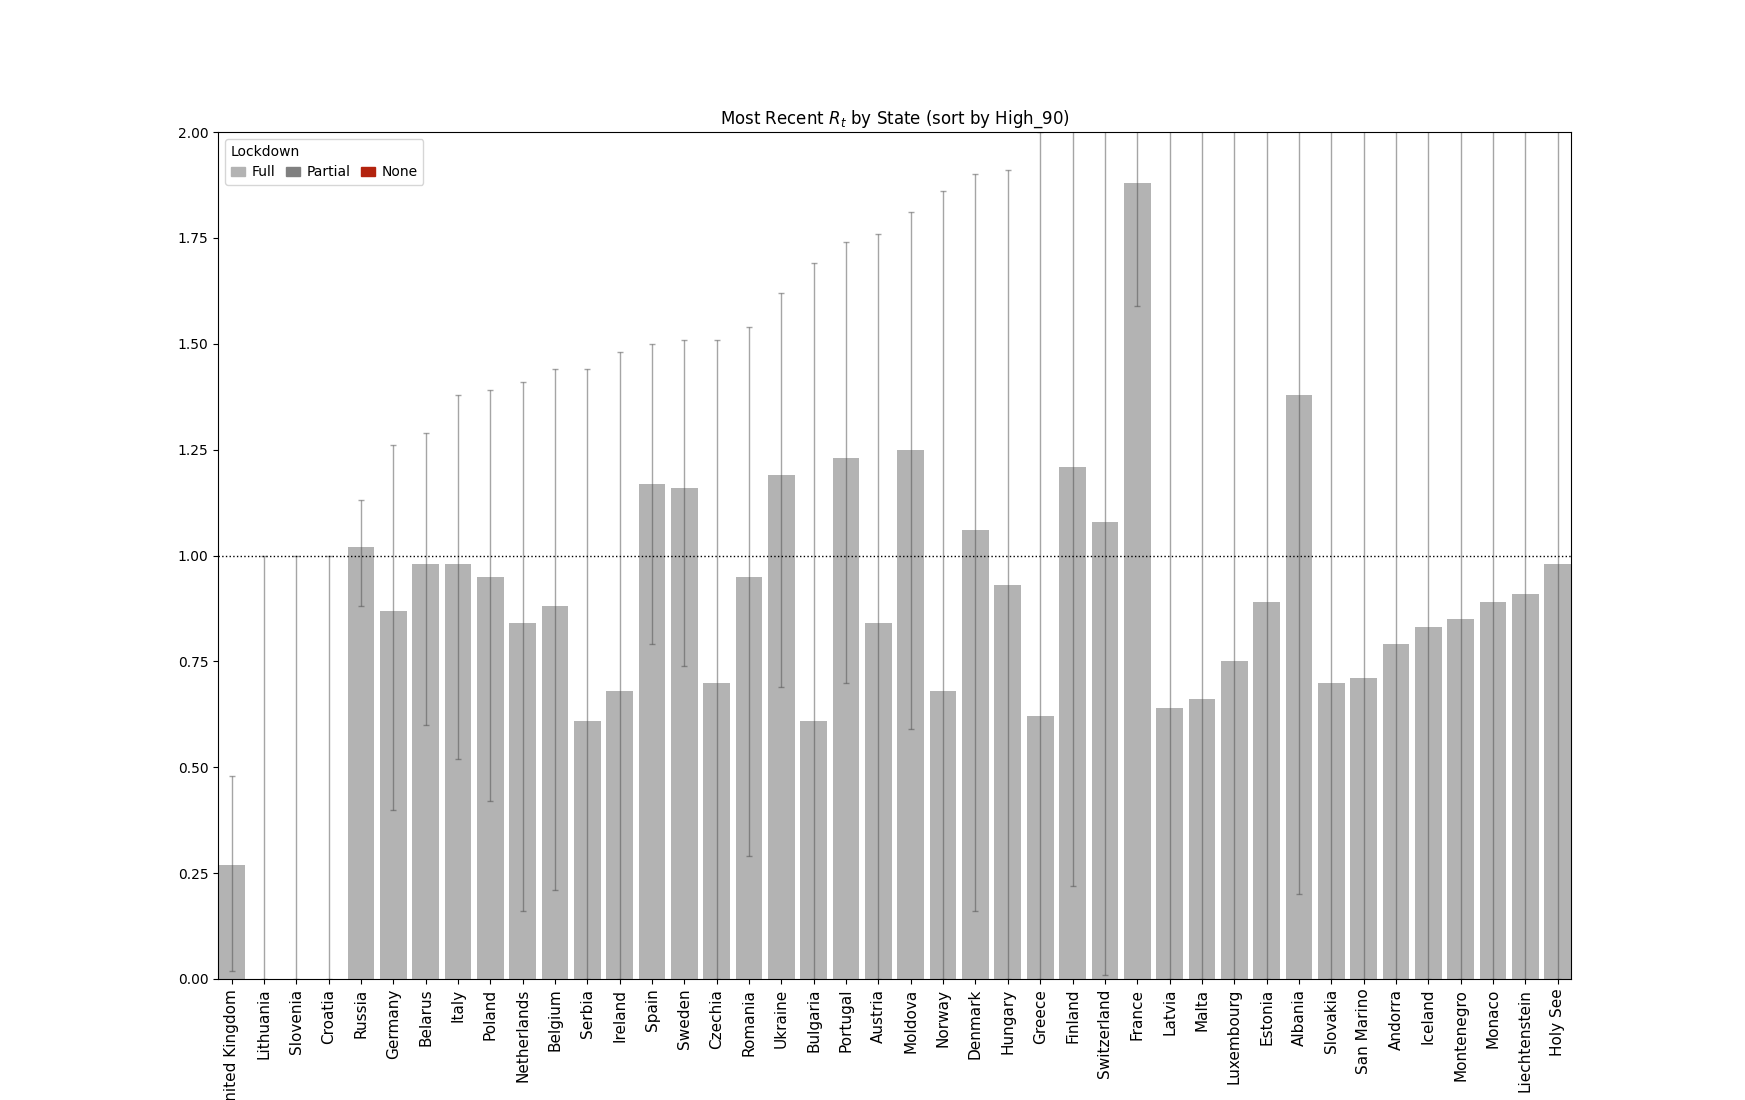 Most Recent R_t by State (sort by High_90)
Lockdown
Full Partial None
2.00
1.75
1.50
1.25
1.00
0.75
0.50
0.25
0.00
nited Kingdom
Lithuania
Slovenia
Croatia
Russia
Germany
Belarus
Italy
Poland
Netherlands
Belgium
Serbia
Ireland
Spain
Sweden
Czechia
Romania
Ukraine
Bulgaria
Portugal
Austria
Moldova
Norway
Denmark
Hungary
Greece
Finland
Switzerland
France
Latvia
Malta
Luxembourg
Estonia
Albania
Slovakia
San Marino
Andorra
Iceland
Montenegro
Monaco
Liechtenstein
Holy See